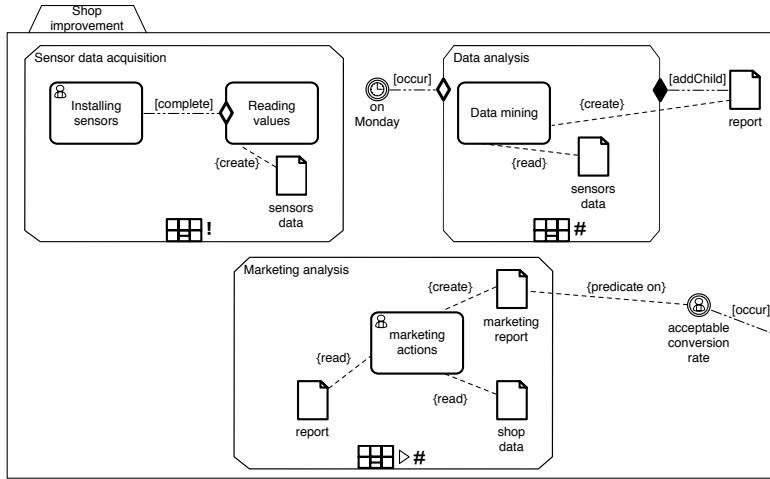 Shop
improvement
Sensor data acquisition
Installing
sensors
[complete]
Reading
values
{create}
sensors
data
!
on
Monday
[occur]
Data analysis
Data mining
{create}
{read}
sensors
data
#
[addChild]
report
Marketing analysis
{create}
marketing
report
marketing
actions
{read}
report
{read}
shop
data
#
{predicate on}
acceptable
conversion
rate
[occur]